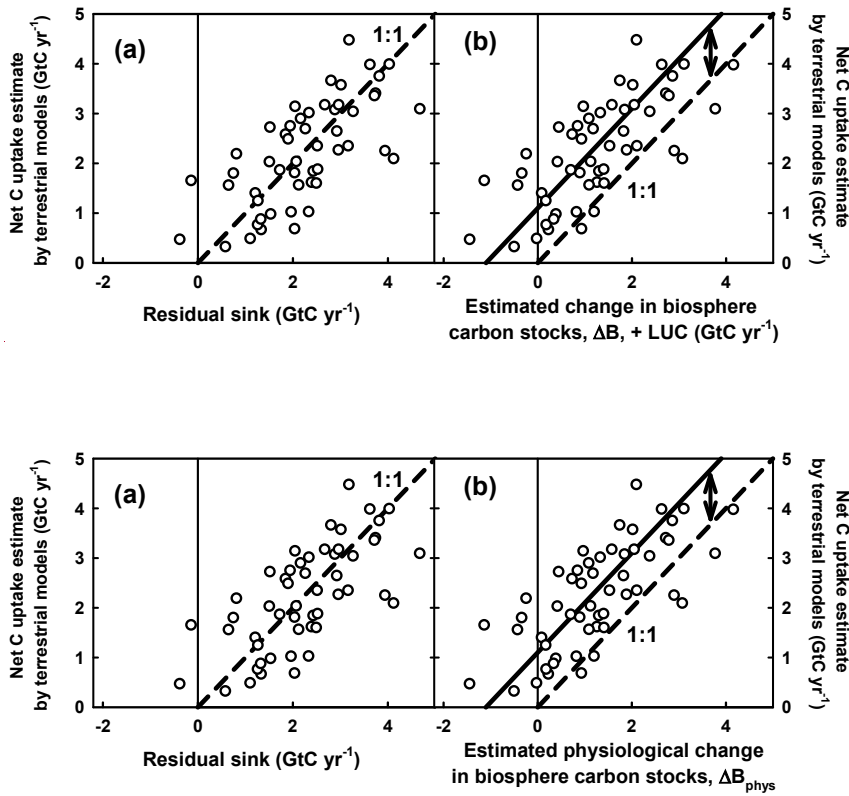 5
4
3
2
1
0
Net C uptake estimate
by terrestrial models (GtC yr-1)
(a)
1:1
-2
0
2
4
Residual sink (GtC yr-1)
(b)
1:1
-2
0
2
4
Estimated change in biosphere
carbon stocks, ΔB, + LUC (GtC yr-1)
5
4
3
2
1
0
Net C uptake estimate
by terrestrial models (GtC yr-1)
5
4
3
2
1
0
Net C uptake estimate
by terrestrial models (GtC yr-1)
(a)
1:1
-2
0
2
4
Residual sink (GtC yr-1)
(b)
1:1
-2
0
2
4
Estimated physiological change
in biosphere carbon stocks, ΔBphys
5
4
3
2
1
0
Net C uptake estimate
by terrestrial models (GtC yr-1)